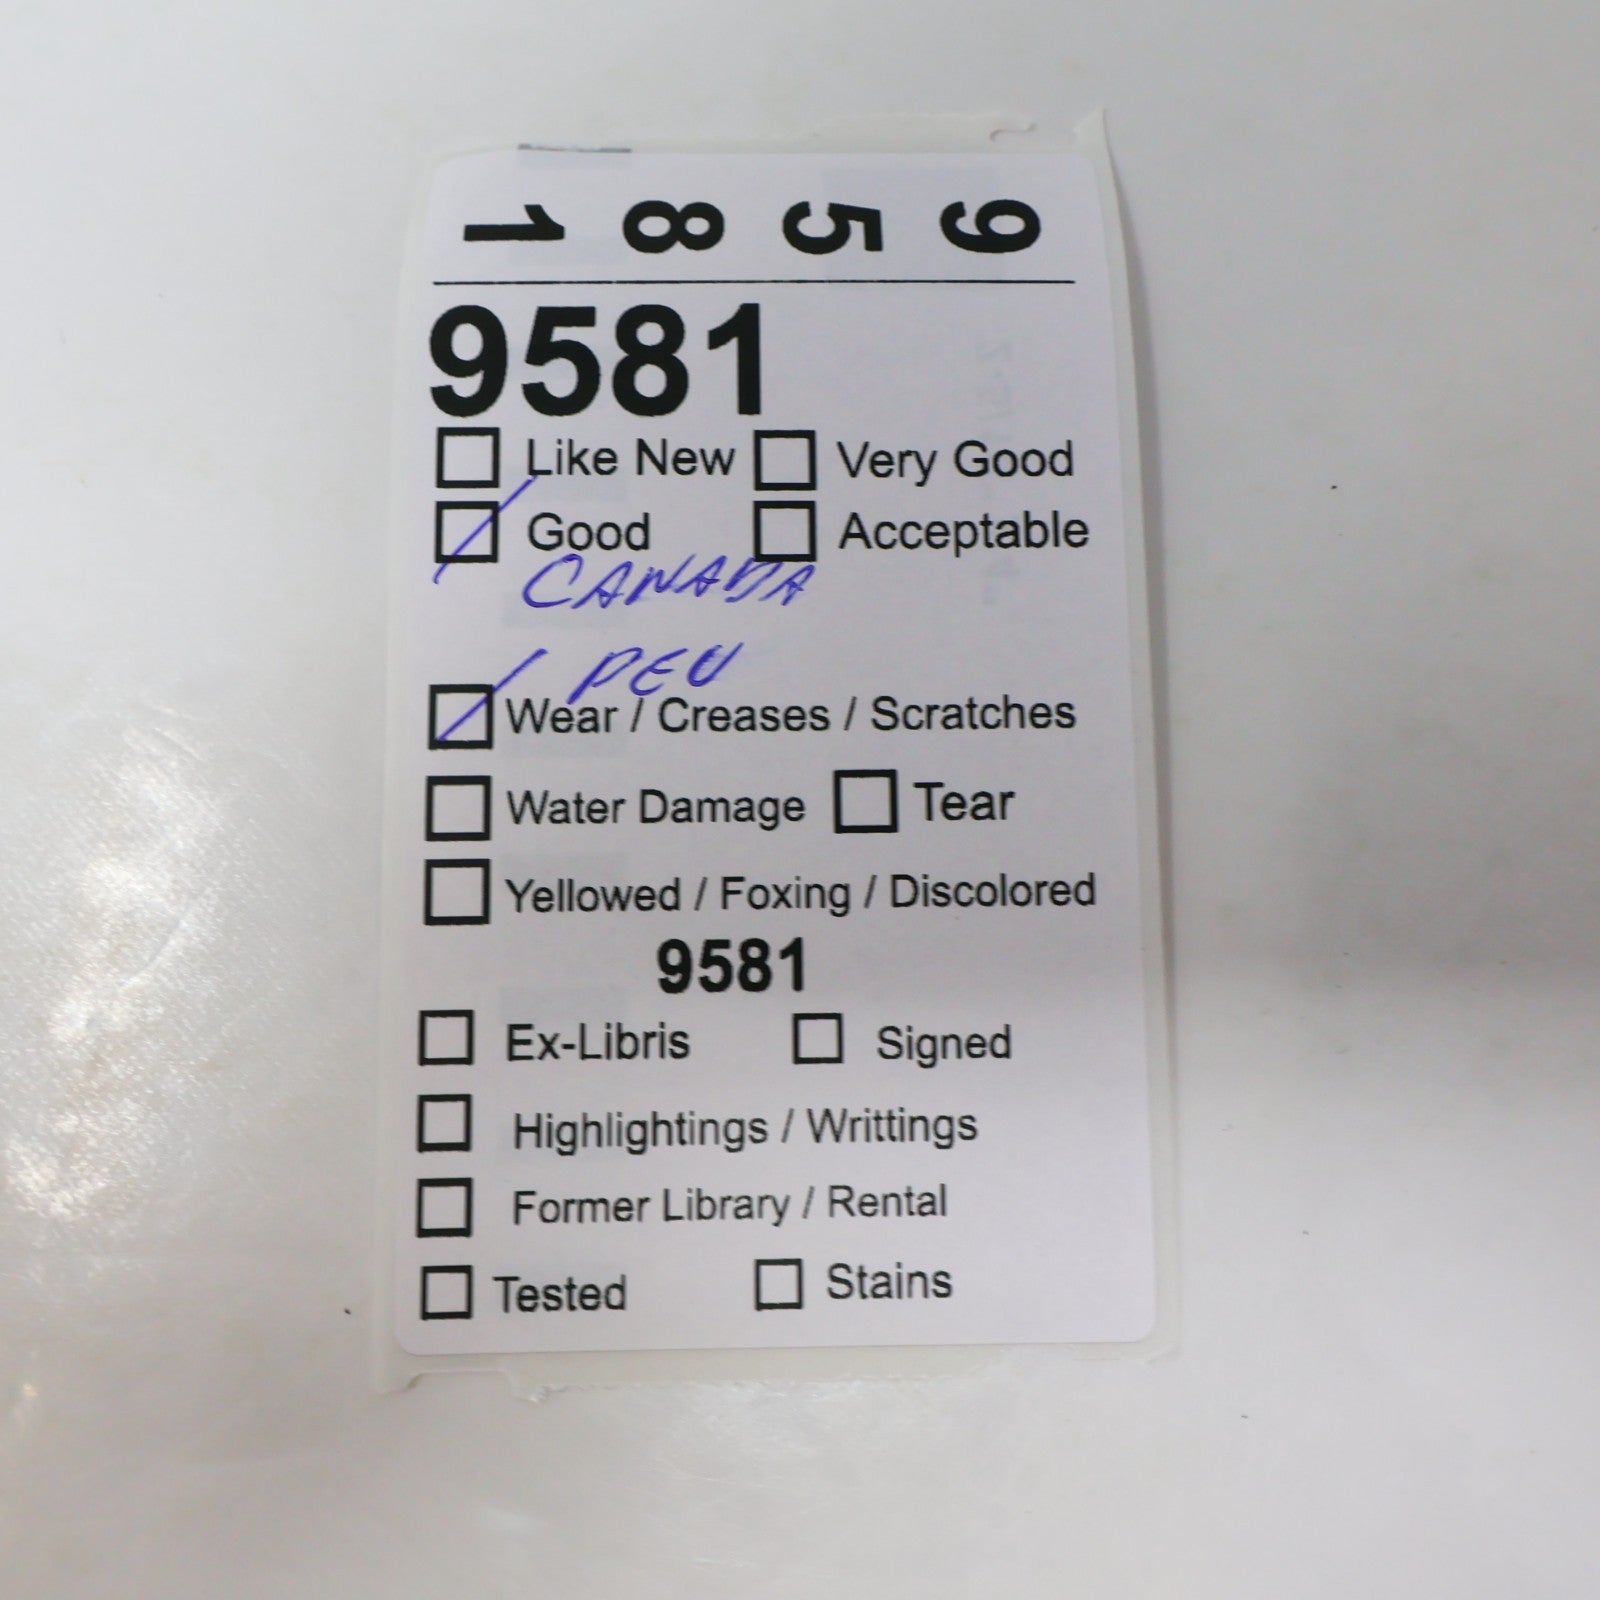 9 5 8 1
9581
Like New Very Good
Good Acceptable
CANADA
PEU
Wear / Creases / Scratches
Water Damage Tear
Yellowed / Foxing / Discolored
9581
Ex-Libris Signed
Highlightings / Writtings
Former Library / Rental
Tested Stains